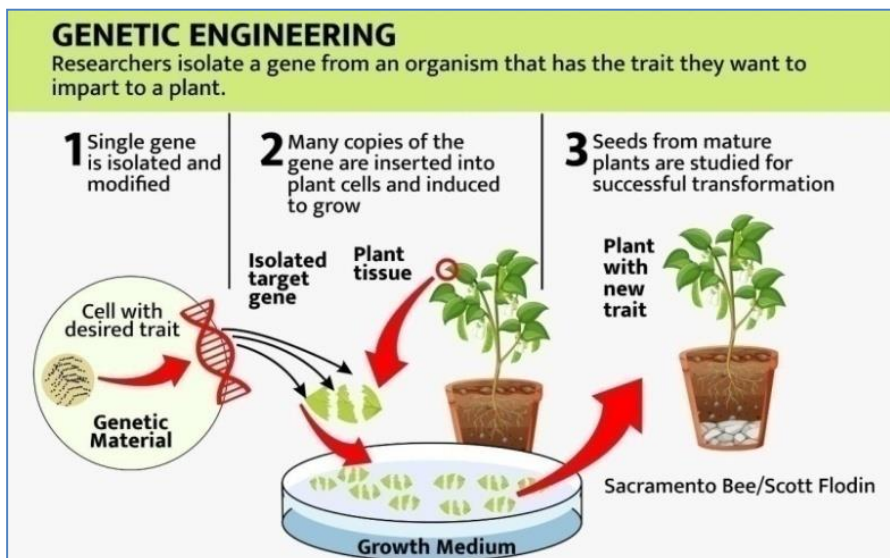 GENETIC ENGINEERING
Researchers isolate a gene from an organism that has the trait they want to
impart to a plant.
1 Single gene
is isolated and
modified
2 Many copies of the
gene are inserted into
plant cells and induced
to grow
3 Seeds from mature
plants are studied for
successful transformation
Cell with
desired trait
Genetic
Material
Isolated
target
gene
Plant
tissue
Plant
with
new
trait
Growth Medium
Sacramento Bee/Scott Flodin